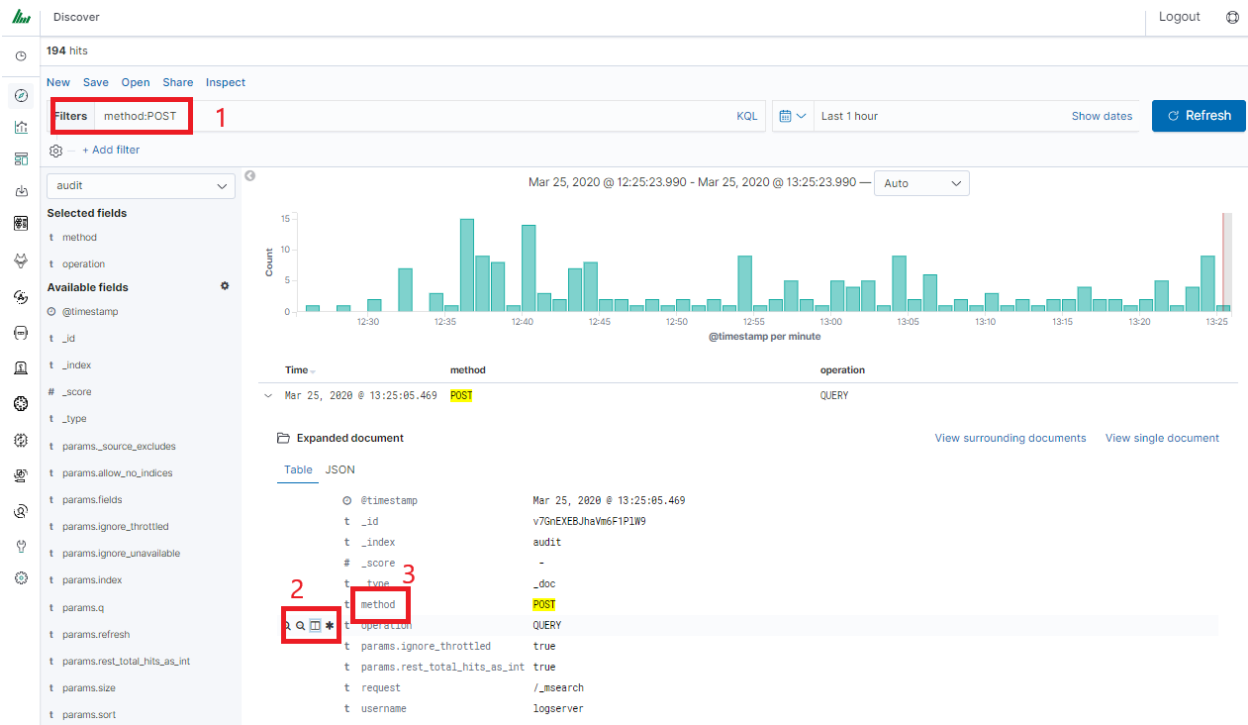 Discover
Logout
194 hits
New Save Open Share Inspect
Filters method:POST 1 KQL Last 1 hour Show dates Refresh
+ Add filter
audit
Mar 25, 2020 @ 12:25:23.990 - Mar 25, 2020 @ 13:25:23.990 — Auto
Selected fields
t method
t operation
Available fields
@timestamp
t _id
t _index
# _score
t _type
t params._source_excludes
t params.allow_no_indices
t params.fields
t params.ignore_throttled
t params.ignore_unavailable
t params.index
t params.q
t params.refresh
t params.rest_total_hits_as_int
t params.size
t params.sort
Count
15
10
5
0
12:30 12:35 12:40 12:45 12:50 12:55 13:00 13:05 13:10 13:15 13:20 13:25
@timestamp per minute
Time method operation
Mar 25, 2020 @ 13:25:05.469 POST QUERY
Expanded document View surrounding documents View single document
Table JSON
@timestamp Mar 25, 2020 @ 13:25:05.469
t _id v7GnEXEBJhaVm6F1PlW9
t _index audit
# _score -
t _type _doc
3
t method POST
2
t operation QUERY
t params.ignore_throttled true
t params.rest_total_hits_as_int true
t request /_msearch
t username logserver